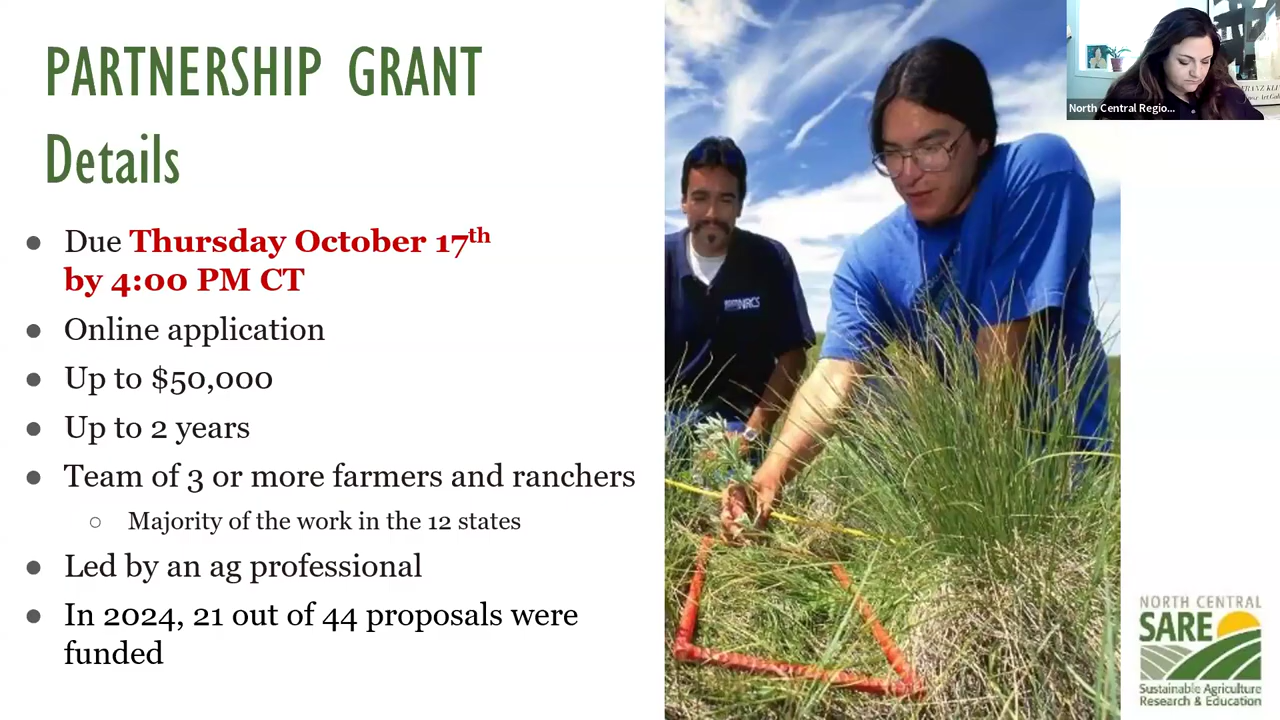 PARTNERSHIP GRANT
Details
● Due Thursday October 17th
by 4:00 PM CT
● Online application
● Up to $50,000
● Up to 2 years
● Team of 3 or more farmers and ranchers
○ Majority of the work in the 12 states
● Led by an ag professional
● In 2024, 21 out of 44 proposals were
funded
NRCS
North Central Regio...
NORTH CENTRAL
SARE
Sustainable Agriculture
Research & Education